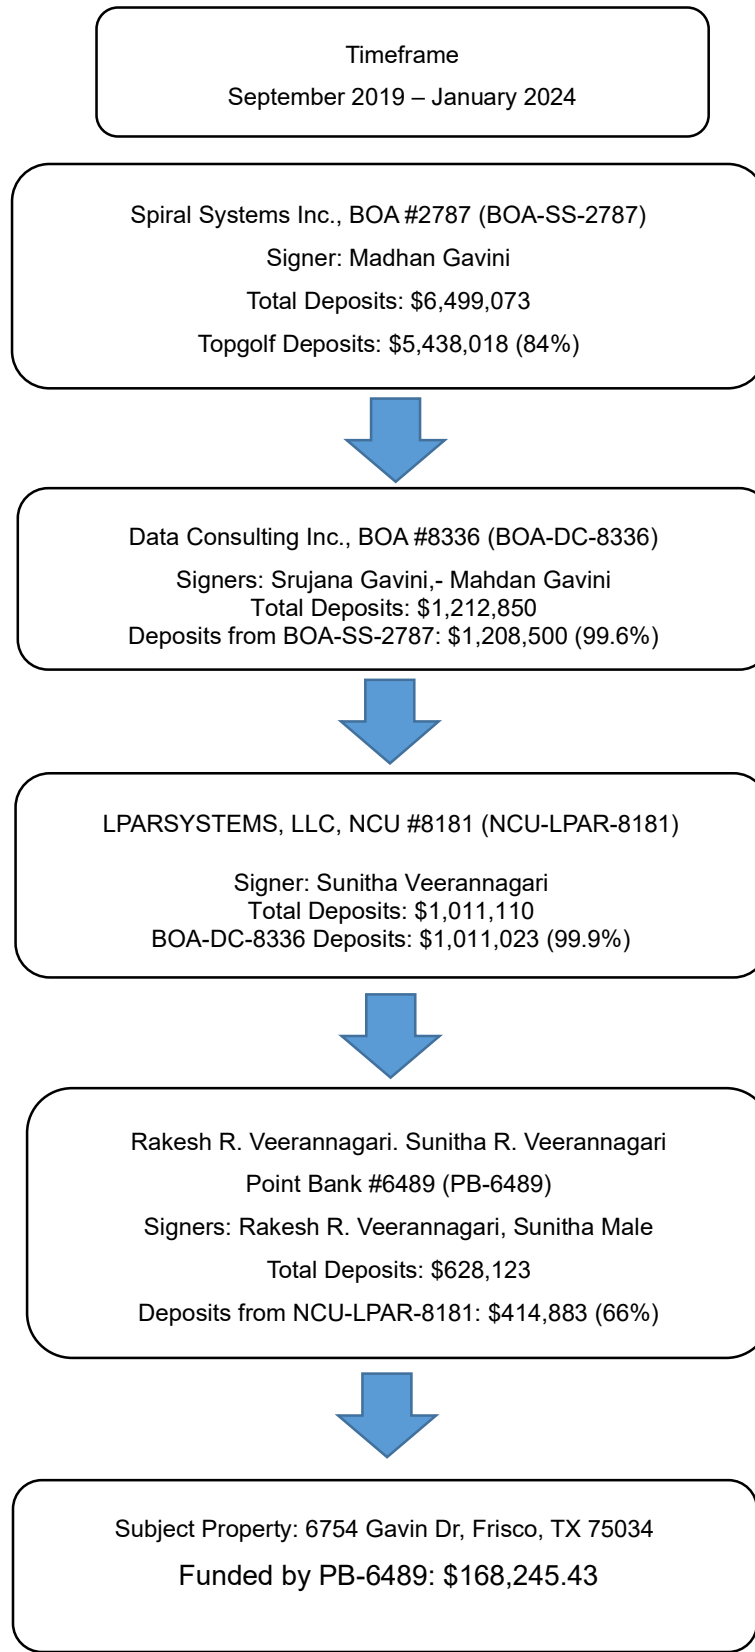 Timeframe
September 2019 – January 2024
Spiral Systems Inc., BOA #2787 (BOA-SS-2787)
Signer: Madhan Gavini
Total Deposits: $6,499,073
Topgolf Deposits: $5,438,018 (84%)
Data Consulting Inc., BOA #8336 (BOA-DC-8336)
Signers: Srujana Gavini,- Mahdan Gavini
Total Deposits: $1,212,850
Deposits from BOA-SS-2787: $1,208,500 (99.6%)
LPARSYSTEMS, LLC, NCU #8181 (NCU-LPAR-8181)
Signer: Sunitha Veerannagari
Total Deposits: $1,011,110
BOA-DC-8336 Deposits: $1,011,023 (99.9%)
Rakesh R. Veerannagari. Sunitha R. Veerannagari
Point Bank #6489 (PB-6489)
Signers: Rakesh R. Veerannagari, Sunitha Male
Total Deposits: $628,123
Deposits from NCU-LPAR-8181: $414,883 (66%)
Subject Property: 6754 Gavin Dr, Frisco, TX 75034
Funded by PB-6489: $168,245.43